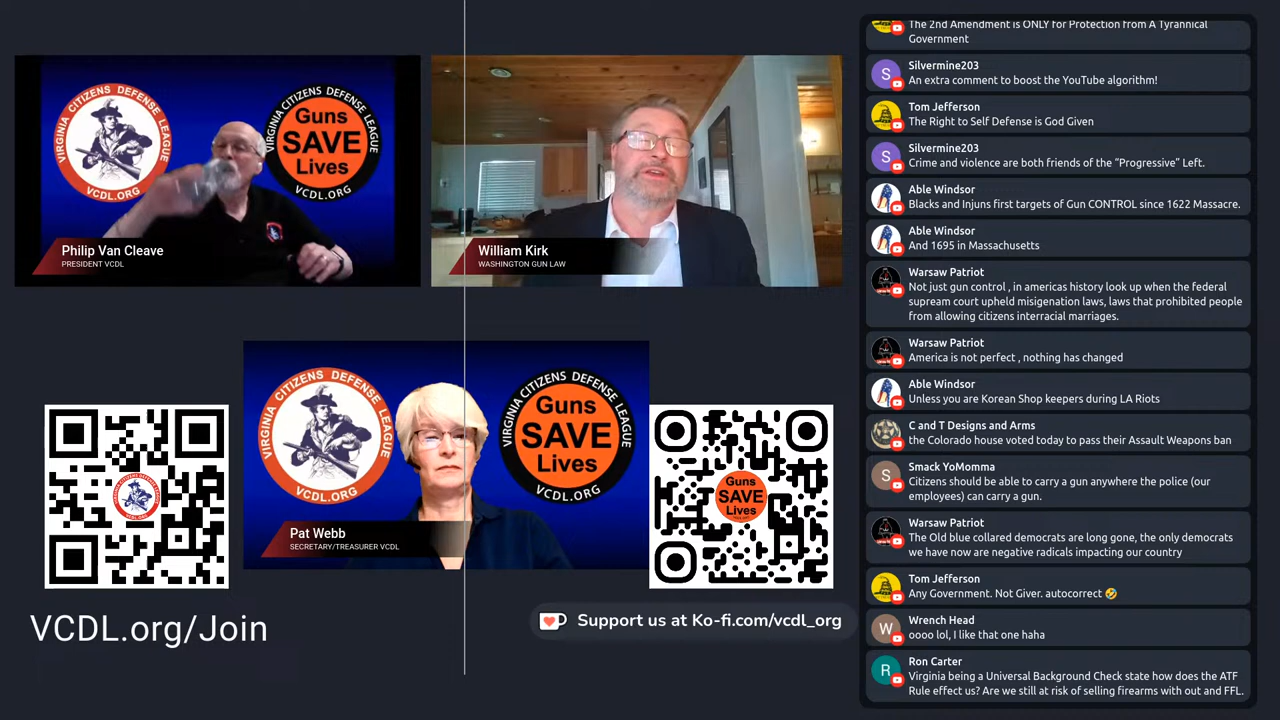 VIRGINIA CITIZENS DEFENSE LEAGUE
VCDL.ORG
VIRGINIA CITIZENS DEFENSE LEAGUE
Guns
SAVE
Lives
VCDL.ORG
Philip Van Cleave
PRESIDENT VCDL
William Kirk
WASHINGTON GUN LAW
VIRGINIA CITIZENS DEFENSE LEAGUE
VCDL.ORG
VIRGINIA CITIZENS DEFENSE LEAGUE
Guns
SAVE
Lives
VCDL.ORG
Pat Webb
SECRETARY/TREASURER VCDL
Guns
SAVE
Lives
VCDL.org/Join
Support us at Ko-fi.com/vcdl_org
The 2nd Amendment is ONLY for Protection from A Tyrannical
Government
Silvermine203
An extra comment to boost the YouTube algorithm!
Tom Jefferson
The Right to Self Defense is God Given
Silvermine203
Crime and violence are both friends of the “Progressive” Left.
Able Windsor
Blacks and Injuns first targets of Gun CONTROL since 1622 Massacre.
Able Windsor
And 1695 in Massachusetts
Warsaw Patriot
Not just gun control , in americas history look up when the federal
supream court upheld misigenation laws, laws that prohibited people
from allowing citizens interracial marriages.
Warsaw Patriot
America is not perfect , nothing has changed
Able Windsor
Unless you are Korean Shop keepers during LA Riots
C and T Designs and Arms
the Colorado house voted today to pass their Assault Weapons ban
Smack YoMomma
Citizens should be able to carry a gun anywhere the police (our
employees) can carry a gun.
Warsaw Patriot
The Old blue collared democrats are long gone, the only democrats
we have now are negative radicals impacting our country
Tom Jefferson
Any Government. Not Giver. autocorrect 🤣
Wrench Head
oooo lol, I like that one haha
Ron Carter
Virginia being a Universal Background Check state how does the ATF
Rule effect us? Are we still at risk of selling firearms with out and FFL.